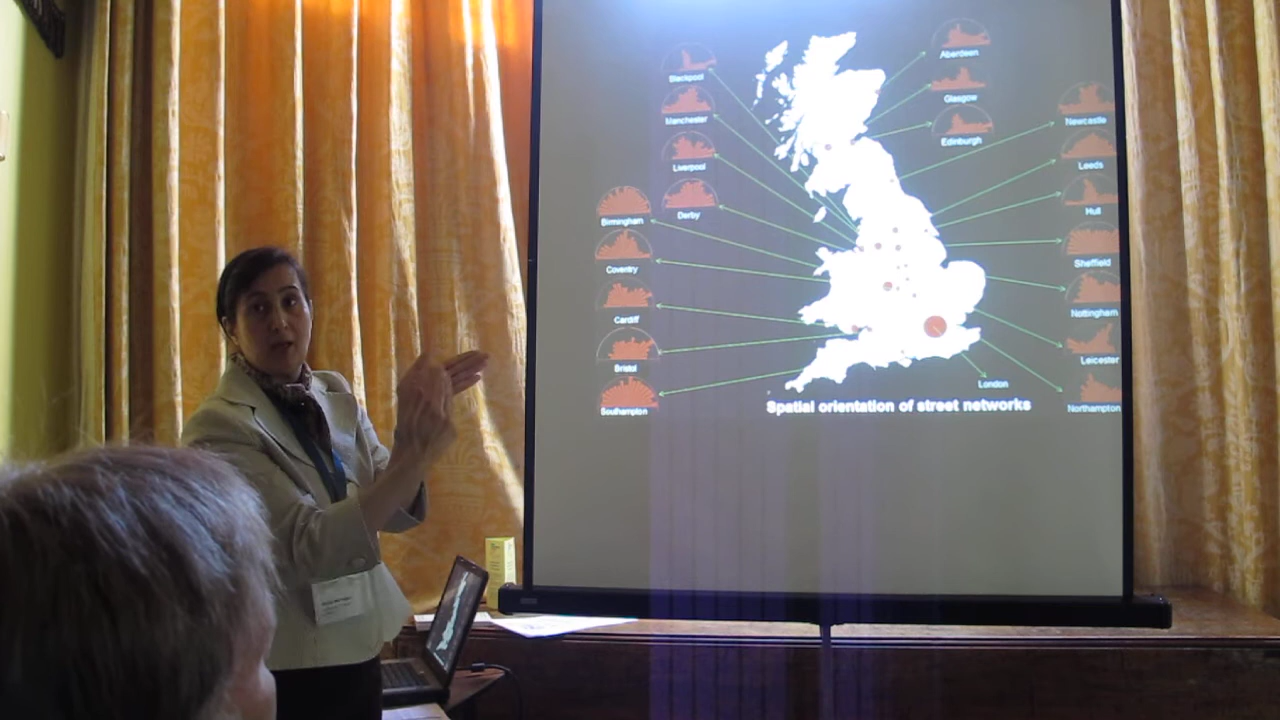 Blackpool
Manchester
Liverpool
Derby
Birmingham
Coventry
Cardiff
Bristol
Southampton
Aberdeen
Glasgow
Edinburgh
Newcastle
Leeds
Hull
Sheffield
Nottingham
Leicester
Northampton
London
Spatial orientation of street networks